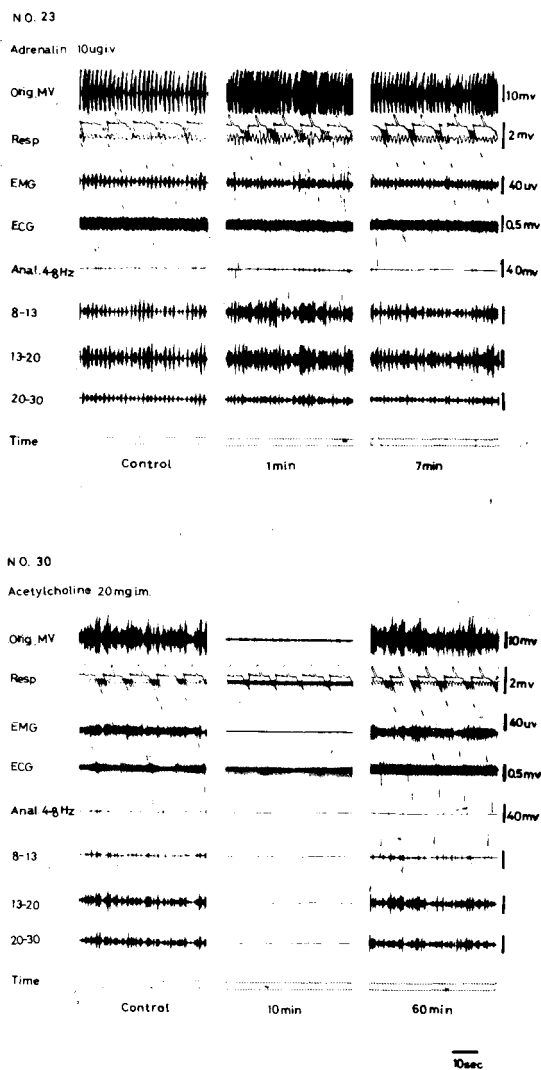 NO. 23
Adrenalin 10ugiv
Orig. MV 10mv
Resp 2mv
EMG 40uv
ECG 0.5mv
Anal. 4-8Hz 40mv
8-13
13-20
20-30
Time
Control 1min 7min
NO. 30
Acetylcholine 20mg im.
Orig. MV 10mv
Resp 2mv
EMG 40uv
ECG 0.5mv
Anal. 4-8Hz 40mv
8-13
13-20
20-30
Time
Control 10min 60min
10sec